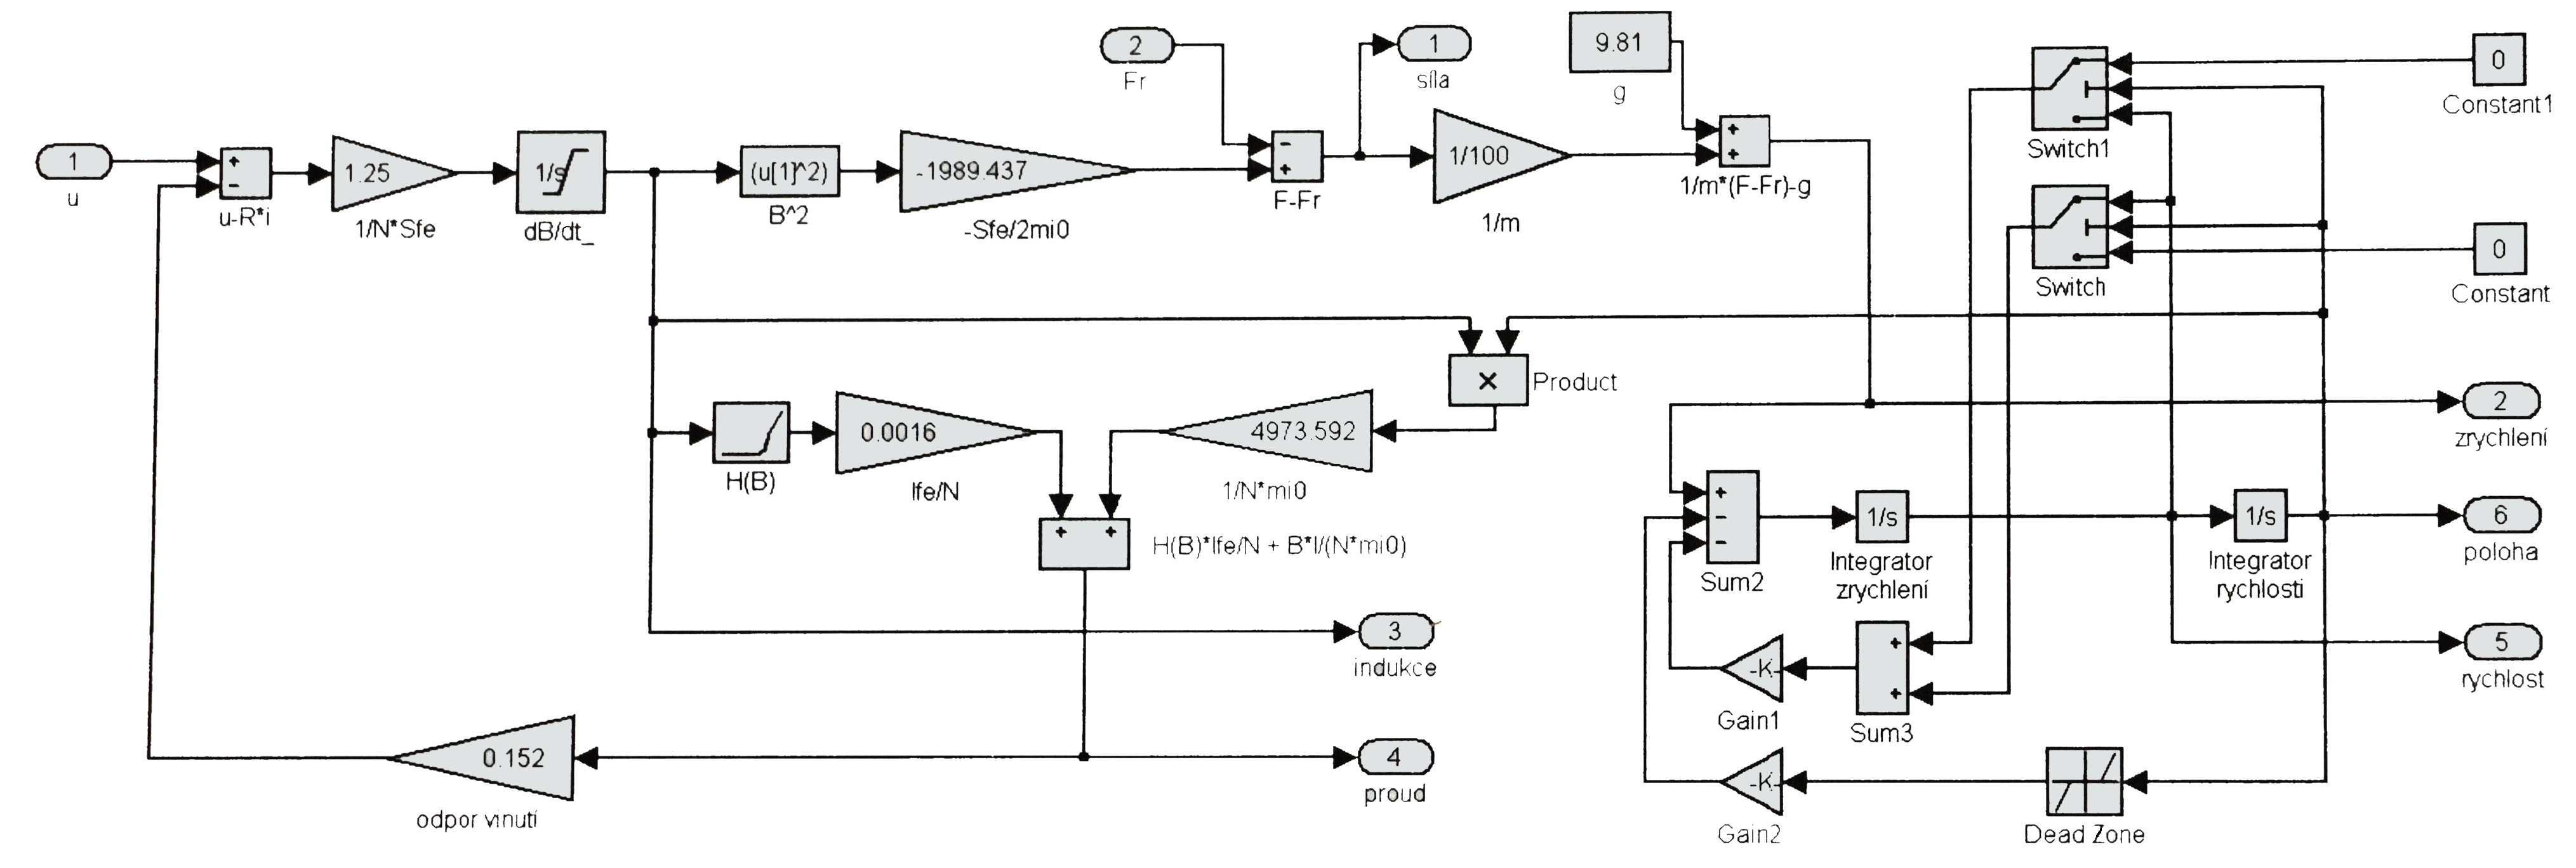 2
Fr
1
síla
9.81
g
0
Constant1
Switch1
1
u
+
-
u-R*i
1.25
1/N*Sfe
1/s
dB/dt_
(u[1]^2)
B^2
-1989.437
-Sfe/2mi0
-
+
F-Fr
1/100
1/m
+
+
1/m*(F-Fr)-g
Switch
0
Constant
×
Product
H(B)
0.0016
lfe/N
4973.592
1/N*mi0
+ +
H(B)*lfe/N + B*l/(N*mi0)
2
zrychlení
+
-
-
Sum2
1/s
Integrator
zrychlení
1/s
Integrator
rychlosti
6
poloha
3
indukce
-K-
Gain1
+
+
Sum3
5
rychlost
0.152
odpor vinutí
4
proud
-K-
Gain2
Dead Zone